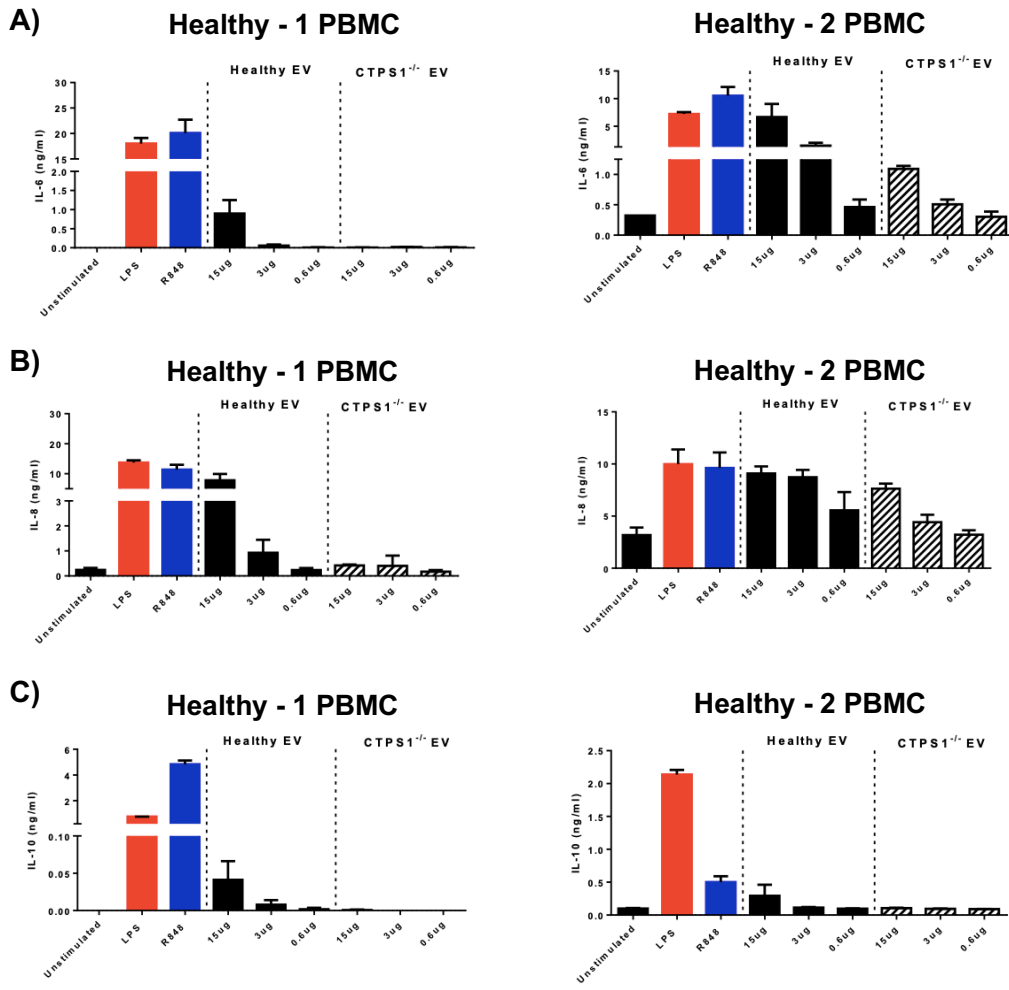 A)
Healthy - 1 PBMC
Healthy EV
CTPS1-/- EV
IL-6 (ng/ml)
30
25
20
15
2.0
1.5
1.0
0.5
0.0
Unstimulated
LPS
R848
15ug
3ug
0.6ug
15ug
3ug
0.6ug
Healthy - 2 PBMC
Healthy EV
CTPS1-/- EV
IL-6 (ng/ml)
15
10
5
1.0
0.5
0.0
Unstimulated
LPS
R848
15ug
3ug
0.6ug
15ug
3ug
0.6ug
B)
Healthy - 1 PBMC
Healthy EV
CTPS1-/- EV
IL-8 (ng/ml)
30
20
10
3
2
1
0
Unstimulated
LPS
R848
15ug
3ug
0.6ug
15ug
3ug
0.6ug
Healthy - 2 PBMC
Healthy EV
CTPS1-/- EV
IL-8 (ng/ml)
15
10
5
0
Unstimulated
LPS
R848
15ug
3ug
0.6ug
15ug
3ug
0.6ug
C)
Healthy - 1 PBMC
Healthy EV
CTPS1-/- EV
IL-10 (ng/ml)
6
4
2
0.10
0.05
0.00
Unstimulated
LPS
R848
15ug
3ug
0.6ug
15ug
3ug
0.6ug
Healthy - 2 PBMC
Healthy EV
CTPS1-/- EV
IL-10 (ng/ml)
2.5
2.0
1.5
1.0
0.5
0.0
Unstimulated
LPS
R848
15ug
3ug
0.6ug
15ug
3ug
0.6ug